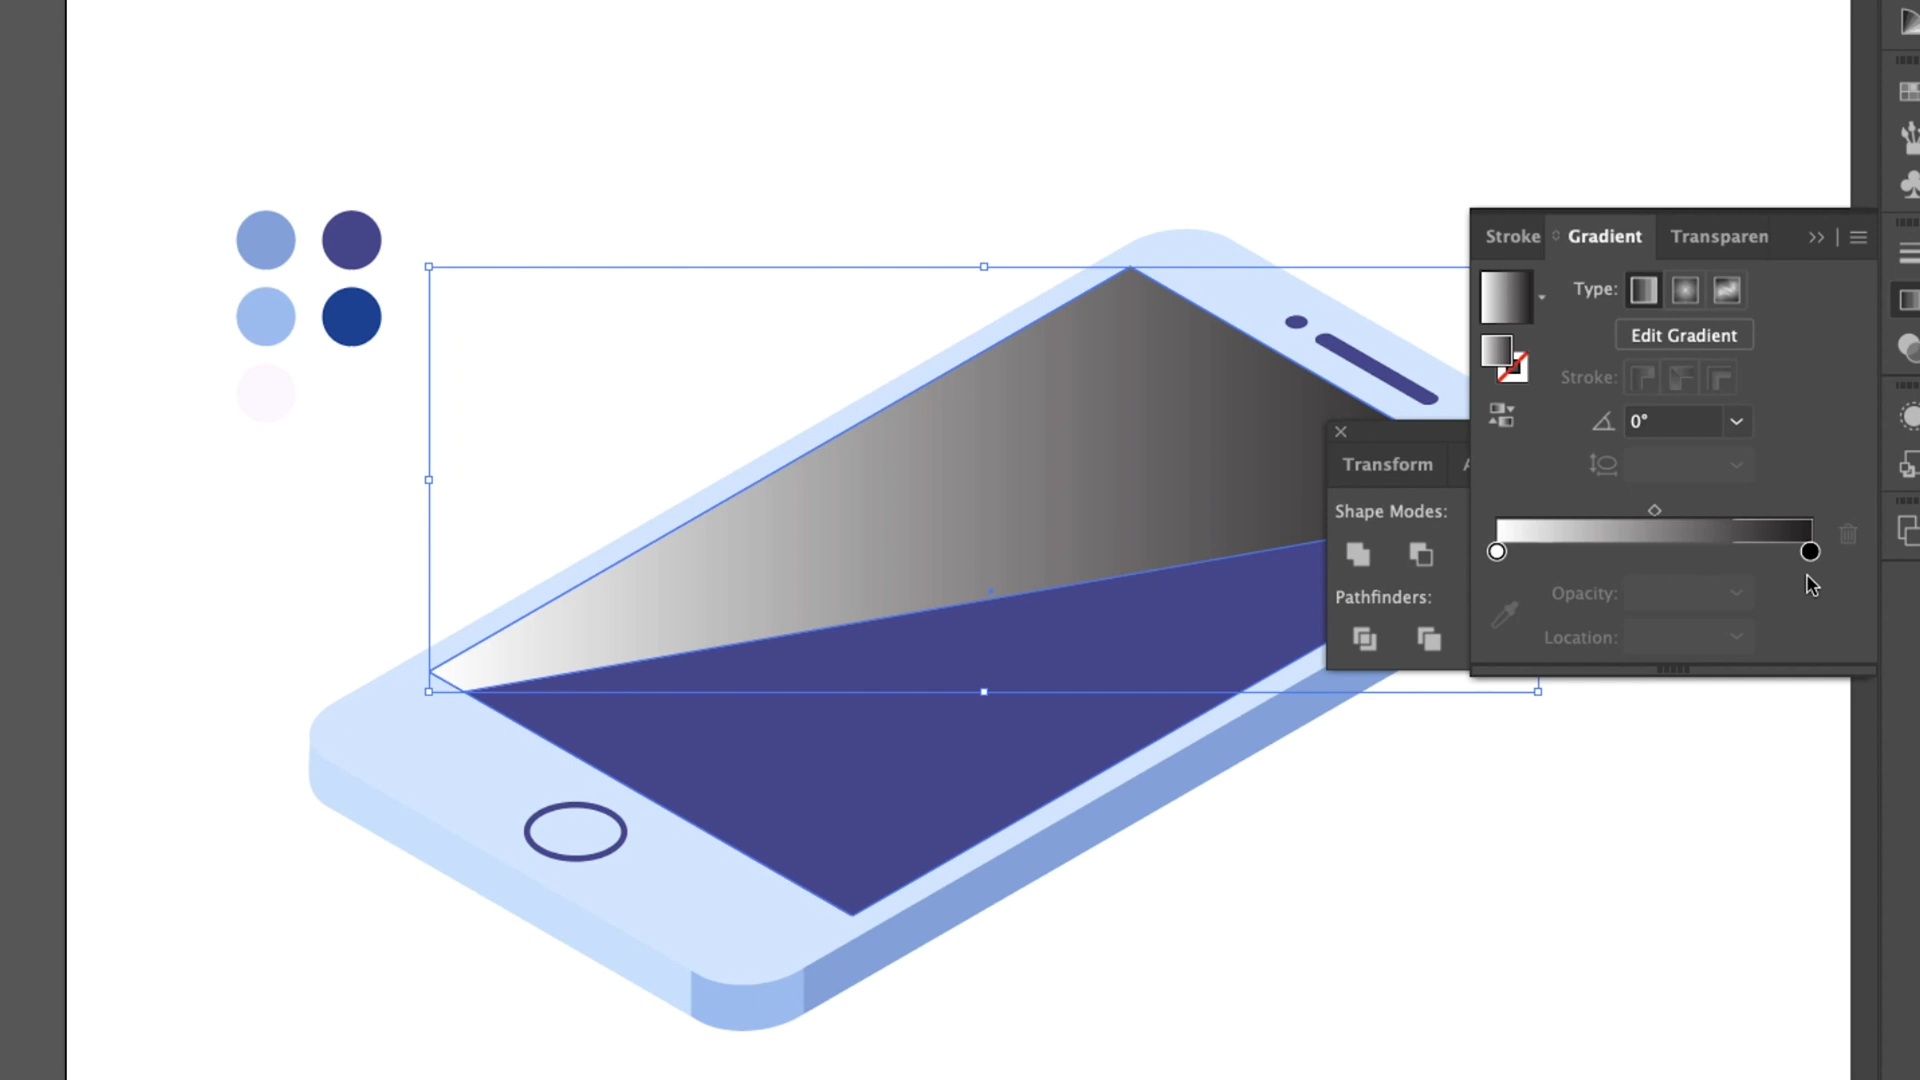 Stroke Gradient Transparen
Type:
Edit Gradient
Stroke:
0°
Transform
Shape Modes:
Pathfinders:
Opacity:
Location: